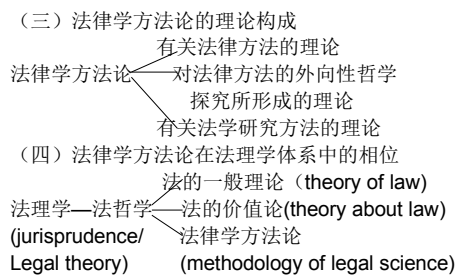 （三）法律学方法论的理论构成
有关法律方法的理论
法律学方法论 对法律方法的外向性哲学
探究所形成的理论
有关法学研究方法的理论
（四）法律学方法论在法理学体系中的相位
法的一般理论（theory of law)
法理学—法哲学 法的价值论(theory about law)
(jurisprudence/ 法律学方法论
Legal theory) (methodology of legal science)